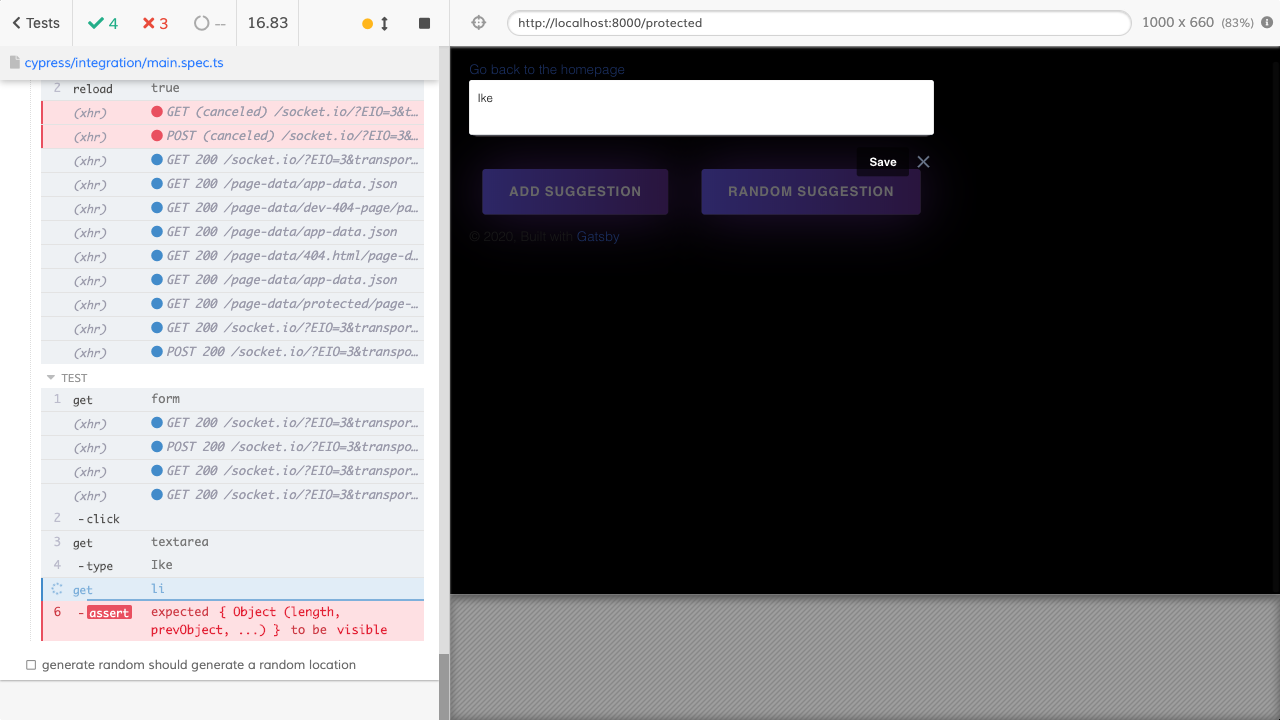 Tests
4
3
--
16.83
http://localhost:8000/protected
1000 x 660 (83%)
cypress/integration/main.spec.ts
2 reload true
(xhr) GET (canceled) /socket.io/?EIO=3&t…
(xhr) POST (canceled) /socket.io/?EIO=3&…
(xhr) GET 200 /socket.io/?EIO=3&transpor…
(xhr) GET 200 /page-data/app-data.json
(xhr) GET 200 /page-data/dev-404-page/pa…
(xhr) GET 200 /page-data/app-data.json
(xhr) GET 200 /page-data/404.html/page-d…
(xhr) GET 200 /page-data/app-data.json
(xhr) GET 200 /page-data/protected/page-…
(xhr) GET 200 /socket.io/?EIO=3&transpor…
(xhr) POST 200 /socket.io/?EIO=3&transpo…
TEST
1 get form
(xhr) GET 200 /socket.io/?EIO=3&transpor…
(xhr) POST 200 /socket.io/?EIO=3&transpo…
(xhr) GET 200 /socket.io/?EIO=3&transpor…
(xhr) GET 200 /socket.io/?EIO=3&transpor…
2 -click
3 get textarea
4 -type Ike
get li
6 -assert expected { Object (length,
prevObject, ...) } to be visible
generate random should generate a random location
Go back to the homepage
Ike
Save
ADD SUGGESTION
RANDOM SUGGESTION
© 2020, Built with Gatsby